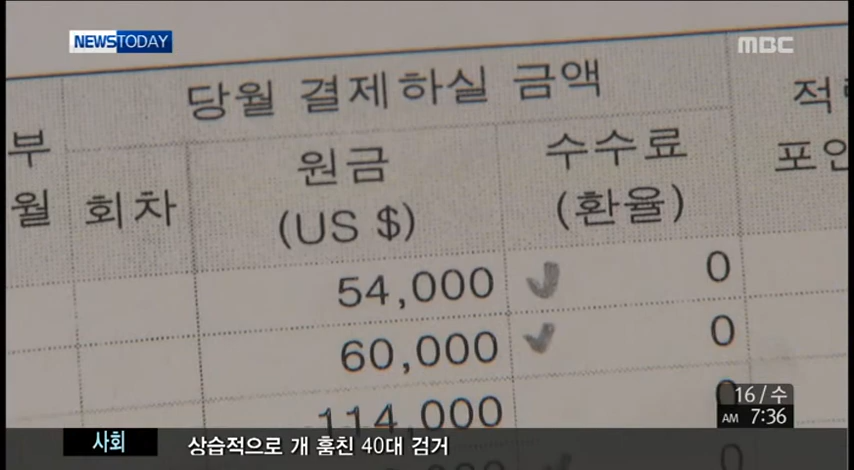 NEWSTODAY
MBC
당월 결제하실 금액
부
월
회차
원금
(US $)
수수료
(환율)
포인
54,000 0
60,000 0
114,000
16 / 수
AM 7:36
사회 상습적으로 개 훔친 40대 검거